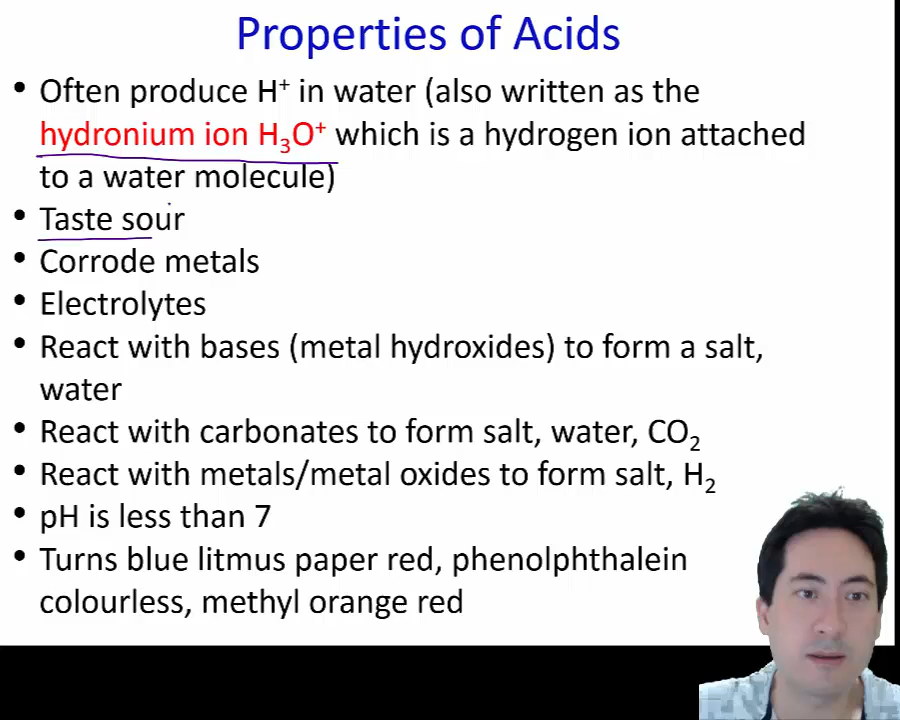 Properties of Acids
• Often produce H⁺ in water (also written as the
hydronium ion H₃O⁺ which is a hydrogen ion attached
to a water molecule)
• Taste sour
• Corrode metals
• Electrolytes
• React with bases (metal hydroxides) to form a salt,
water
• React with carbonates to form salt, water, CO₂
• React with metals/metal oxides to form salt, H₂
• pH is less than 7
• Turns blue litmus paper red, phenolphthalein
colourless, methyl orange red